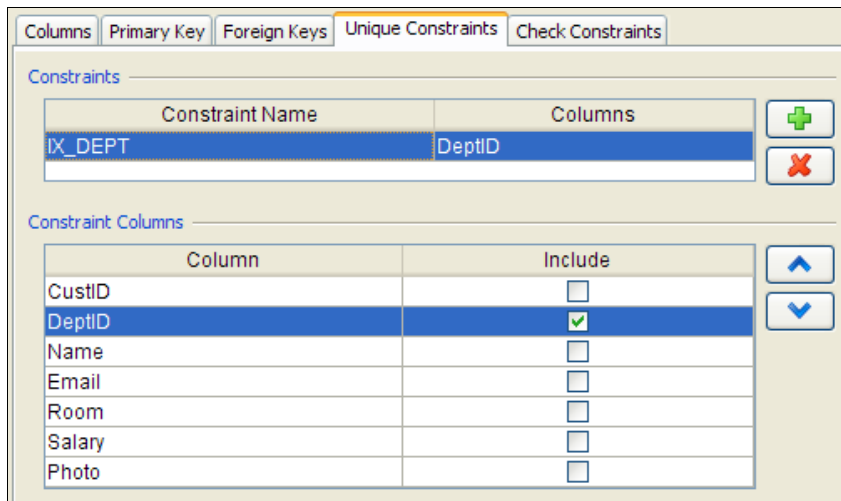 Columns Primary Key Foreign Keys Unique Constraints Check Constraints
Constraints
Constraint Name Columns
IX_DEPT DeptID
Constraint Columns
Column Include
CustID
DeptID
Name
Email
Room
Salary
Photo